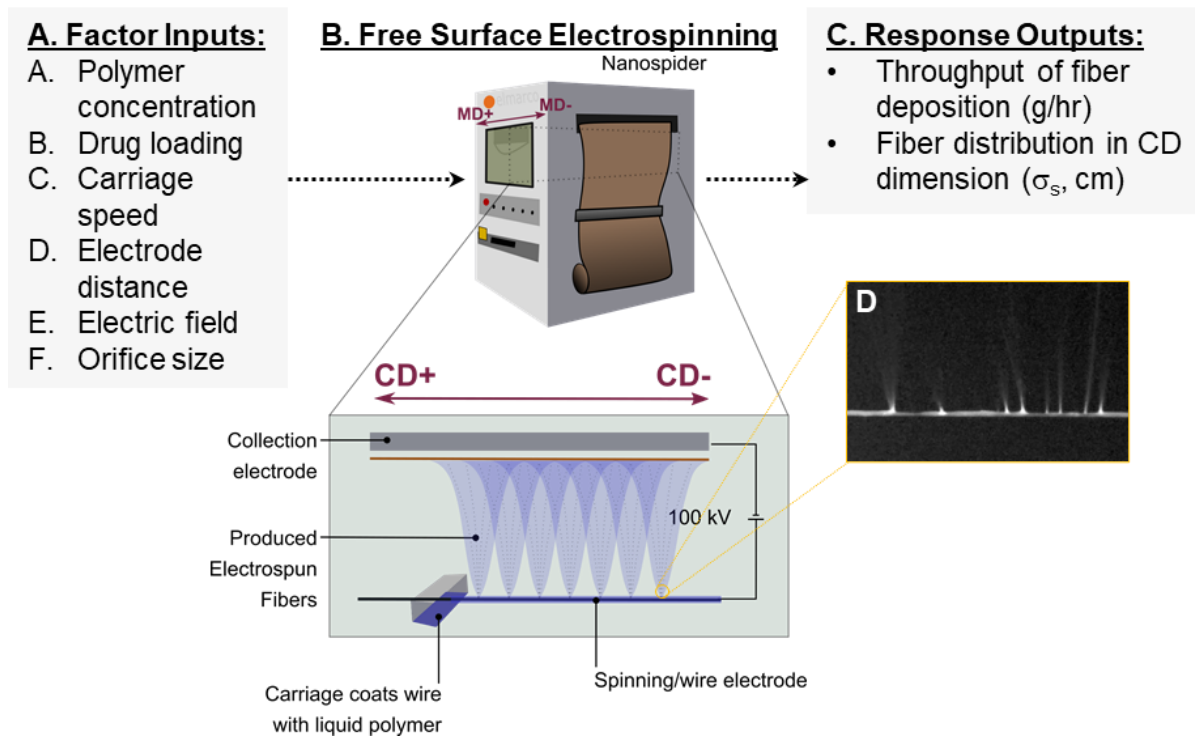 A. Factor Inputs:
A. Polymer
concentration
B. Drug loading
C. Carriage
speed
D. Electrode
distance
E. Electric field
F. Orifice size
B. Free Surface Electrospinning
Nanospider
elmarco
MD+
MD-
C. Response Outputs:
• Throughput of fiber
deposition (g/hr)
• Fiber distribution in CD
dimension (σs, cm)
D
CD+
CD-
Collection
electrode
100 kV
Produced
Electrospun
Fibers
Spinning/wire electrode
Carriage coats wire
with liquid polymer